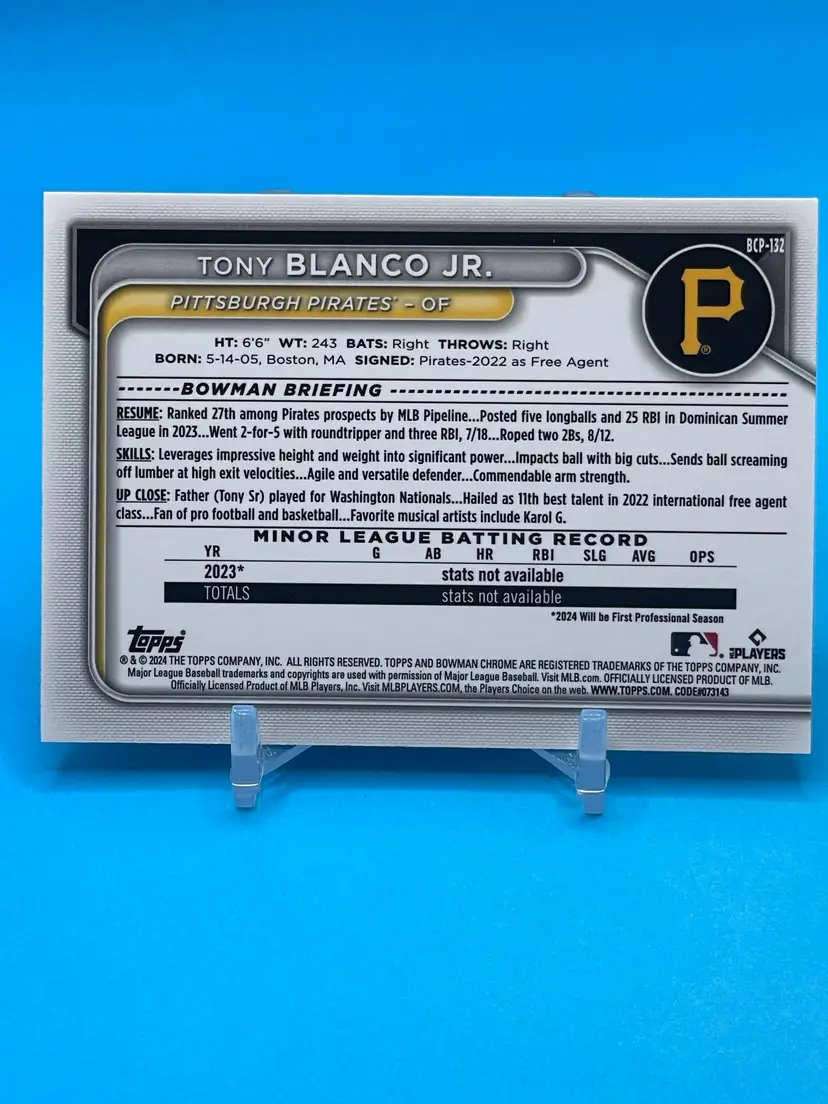 BCP-132
TONY BLANCO JR.
PITTSBURGH PIRATES® – OF
P®
HT: 6'6" WT: 243 BATS: Right THROWS: Right
BORN: 5-14-05, Boston, MA SIGNED: Pirates-2022 as Free Agent
-------BOWMAN BRIEFING -------
RESUME: Ranked 27th among Pirates prospects by MLB Pipeline...Posted five longballs and 25 RBI in Dominican Summer
League in 2023...Went 2-for-5 with roundtripper and three RBI, 7/18...Roped two 2Bs, 8/12.
SKILLS: Leverages impressive height and weight into significant power...Impacts ball with big cuts...Sends ball screaming
off lumber at high exit velocities...Agile and versatile defender...Commendable arm strength.
UP CLOSE: Father (Tony Sr) played for Washington Nationals...Hailed as 11th best talent in 2022 international free agent
class...Fan of pro football and basketball...Favorite musical artists include Karol G.
MINOR LEAGUE BATTING RECORD
YR G AB HR RBI SLG AVG OPS
2023* stats not available
TOTALS stats not available
*2024 Will be First Professional Season
topps
MLB PLAYERS
® & © 2024 THE TOPPS COMPANY, INC. ALL RIGHTS RESERVED. TOPPS AND BOWMAN CHROME ARE REGISTERED TRADEMARKS OF THE TOPPS COMPANY, INC.
Major League Baseball trademarks and copyrights are used with permission of Major League Baseball. Visit MLB.com. OFFICIALLY LICENSED PRODUCT OF MLB.
Officially Licensed Product of MLB Players, Inc. Visit MLBPLAYERS.COM, the Players Choice on the web. WWW.TOPPS.COM. CODE#073143